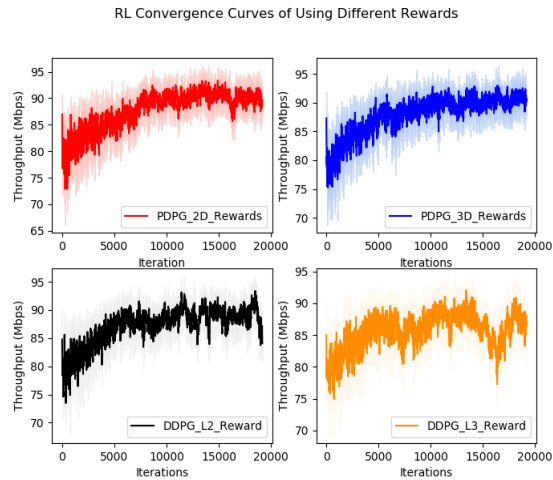 RL Convergence Curves of Using Different Rewards
Throughput (Mbps)
95
90
85
80
75
70
65
PDPG_2D_Rewards
0 5000 10000 15000 20000
Iteration
Throughput (Mbps)
95
90
85
80
75
70
PDPG_3D_Rewards
0 5000 10000 15000 20000
Iterations
Throughput (Mbps)
95
90
85
80
75
70
DDPG_L2_Reward
0 5000 10000 15000 20000
Iterations
Throughput (Mbps)
95
90
85
80
75
70
DDPG_L3_Reward
0 5000 10000 15000 20000
Iterations